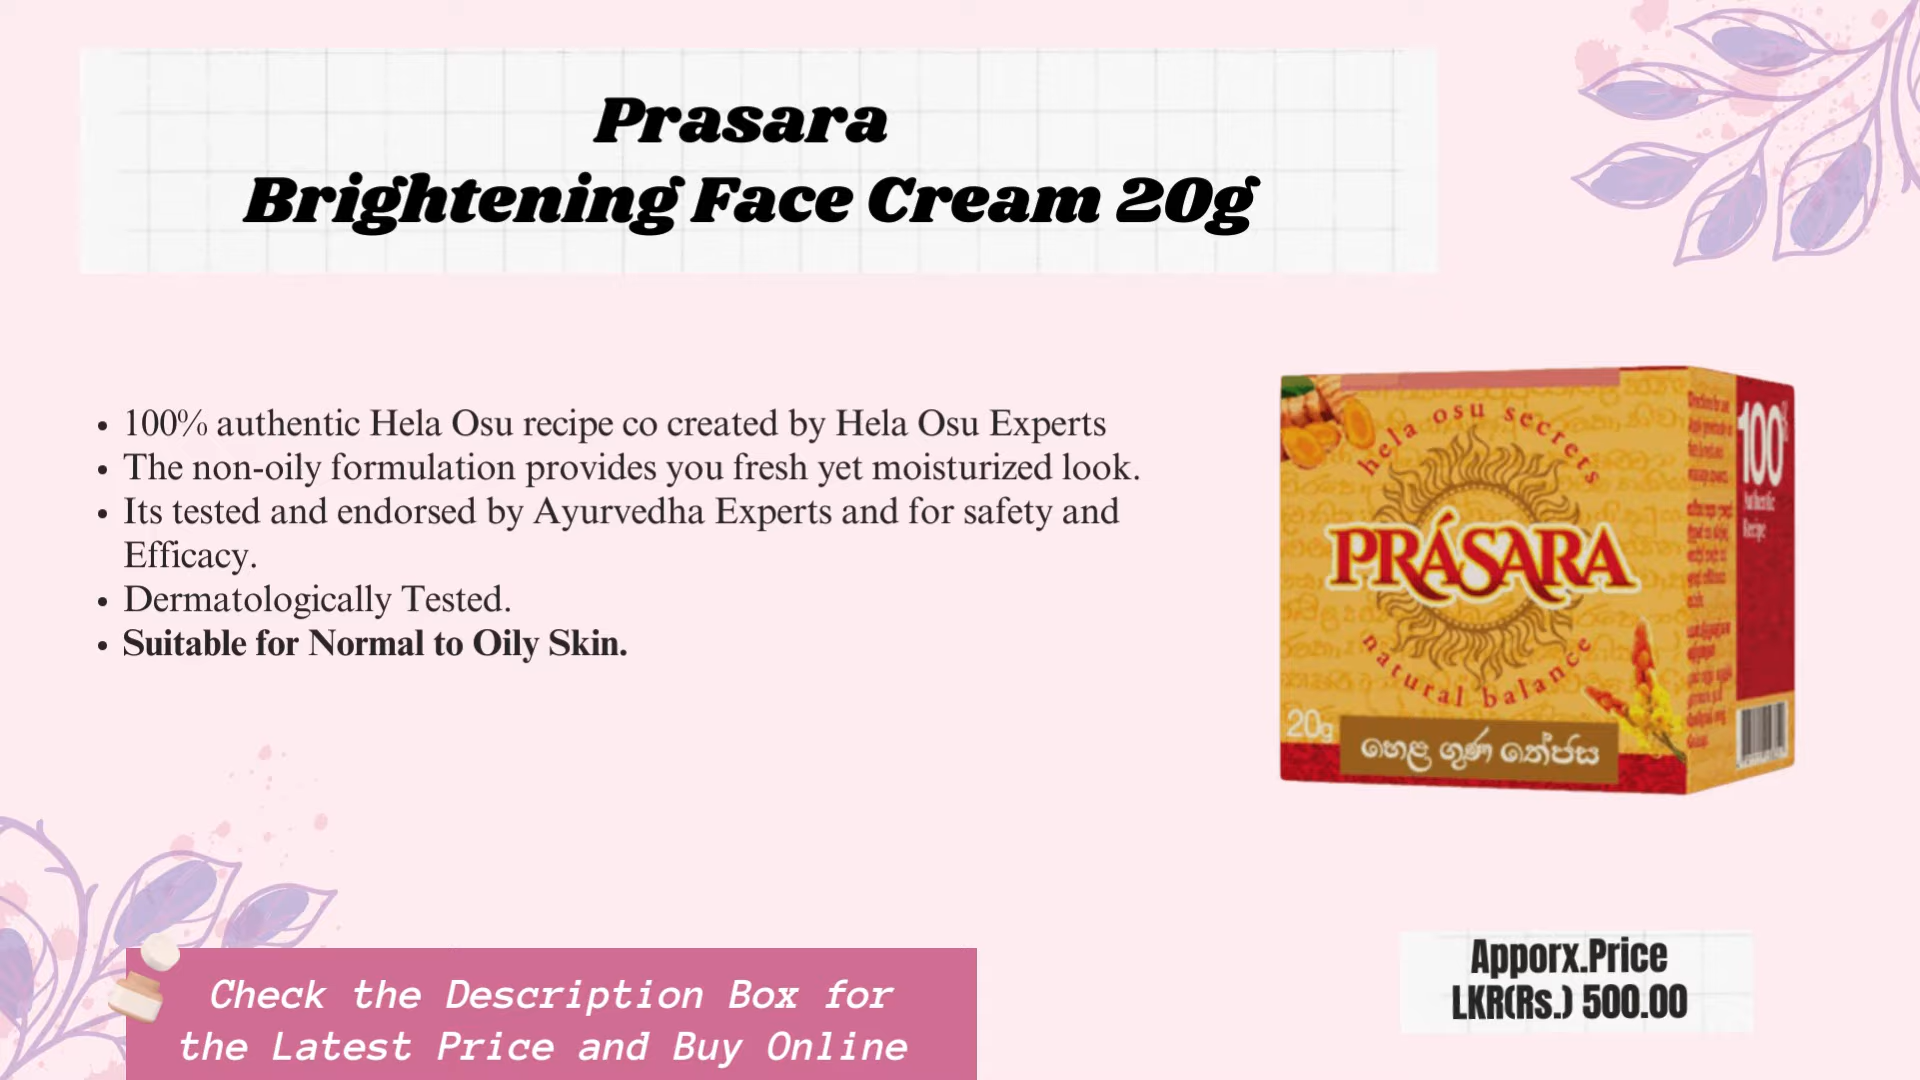 Prasara
Brightening Face Cream 20g
100% authentic Hela Osu recipe co created by Hela Osu Experts
The non-oily formulation provides you fresh yet moisturized look.
Its tested and endorsed by Ayurvedha Experts and for safety and
Efficacy.
Dermatologically Tested.
Suitable for Normal to Oily Skin.
hela osu secrets
PRÁSARA
natural balance
20g
හෙළ ගුණ තේජස
100%
Authentic
Recipe
Apporx.Price
LKR(Rs.) 500.00
Check the Description Box for
the Latest Price and Buy Online